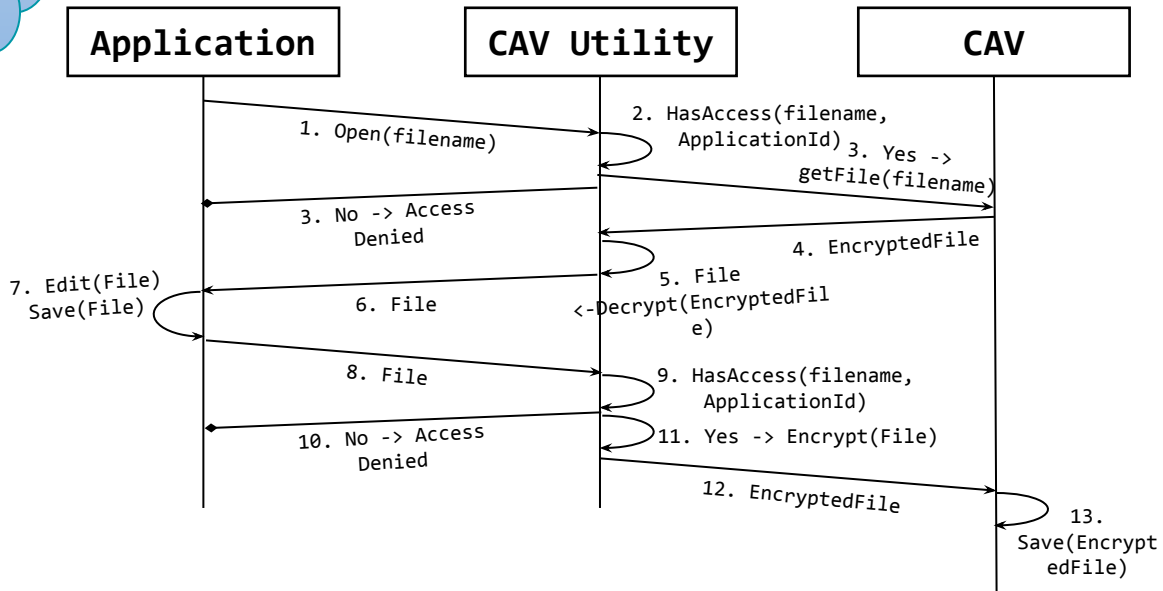 Application
CAV Utility
CAV
1. Open(filename)
2. HasAccess(filename,
ApplicationId)
3. Yes ->
getFile(filename)
3. No -> Access
Denied
4. EncryptedFile
5. File
<-Decrypt(EncryptedFil
e)
6. File
7. Edit(File)
Save(File)
8. File
9. HasAccess(filename,
ApplicationId)
10. No -> Access
Denied
11. Yes -> Encrypt(File)
12. EncryptedFile
13.
Save(Encrypt
edFile)